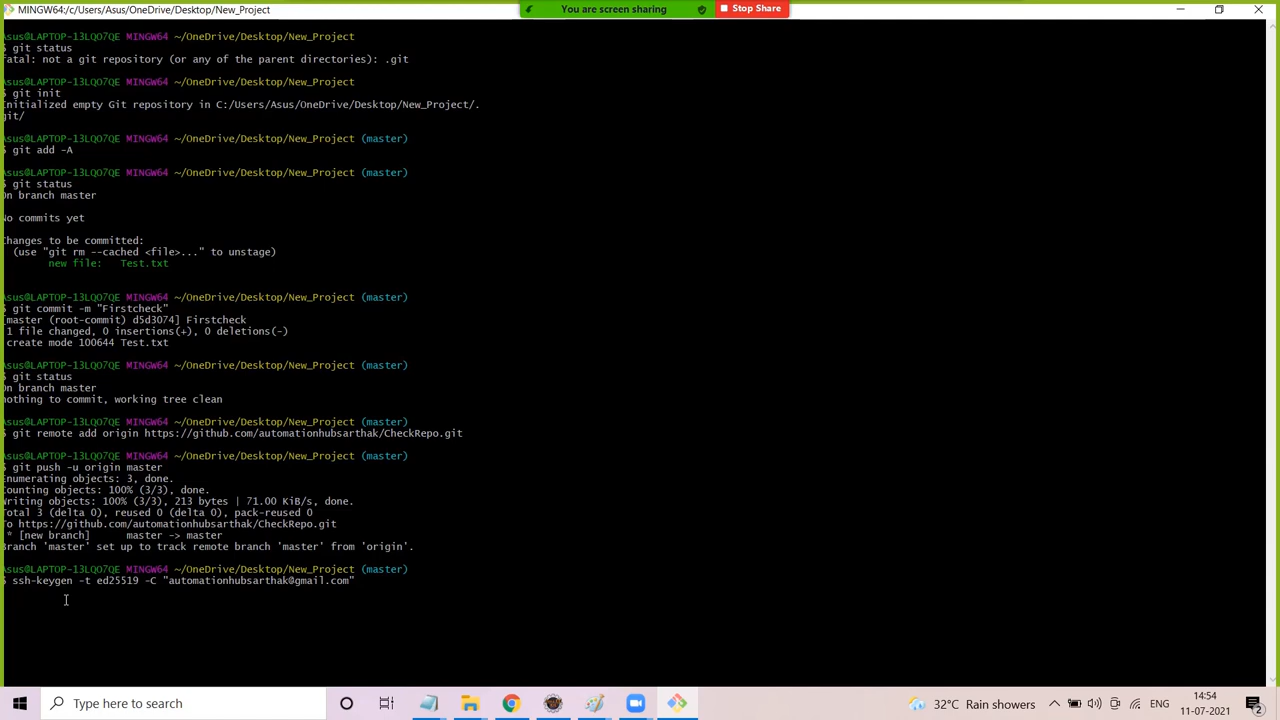 MINGW64:/c/Users/Asus/OneDrive/Desktop/New_Project
You are screen sharing
Stop Share
Asus@LAPTOP-13LQO7QE MINGW64 ~/OneDrive/Desktop/New_Project
$ git status
fatal: not a git repository (or any of the parent directories): .git
Asus@LAPTOP-13LQO7QE MINGW64 ~/OneDrive/Desktop/New_Project
$ git init
Initialized empty Git repository in C:/Users/Asus/OneDrive/Desktop/New_Project/.
git/
Asus@LAPTOP-13LQO7QE MINGW64 ~/OneDrive/Desktop/New_Project (master)
$ git add -A
Asus@LAPTOP-13LQO7QE MINGW64 ~/OneDrive/Desktop/New_Project (master)
$ git status
On branch master
No commits yet
Changes to be committed:
(use "git rm --cached <file>..." to unstage)
new file: Test.txt
Asus@LAPTOP-13LQO7QE MINGW64 ~/OneDrive/Desktop/New_Project (master)
$ git commit -m "Firstcheck"
[master (root-commit) d5d3074] Firstcheck
1 file changed, 0 insertions(+), 0 deletions(-)
create mode 100644 Test.txt
Asus@LAPTOP-13LQO7QE MINGW64 ~/OneDrive/Desktop/New_Project (master)
$ git status
On branch master
nothing to commit, working tree clean
Asus@LAPTOP-13LQO7QE MINGW64 ~/OneDrive/Desktop/New_Project (master)
$ git remote add origin https://github.com/automationhubsarthak/CheckRepo.git
Asus@LAPTOP-13LQO7QE MINGW64 ~/OneDrive/Desktop/New_Project (master)
$ git push -u origin master
Enumerating objects: 3, done.
Counting objects: 100% (3/3), done.
Writing objects: 100% (3/3), 213 bytes | 71.00 KiB/s, done.
Total 3 (delta 0), reused 0 (delta 0), pack-reused 0
To https://github.com/automationhubsarthak/CheckRepo.git
* [new branch] master -> master
Branch 'master' set up to track remote branch 'master' from 'origin'.
Asus@LAPTOP-13LQO7QE MINGW64 ~/OneDrive/Desktop/New_Project (master)
$ ssh-keygen -t ed25519 -C "automationhubsarthak@gmail.com"
Type here to search
32°C Rain showers
ENG
14:54
11-07-2021
2